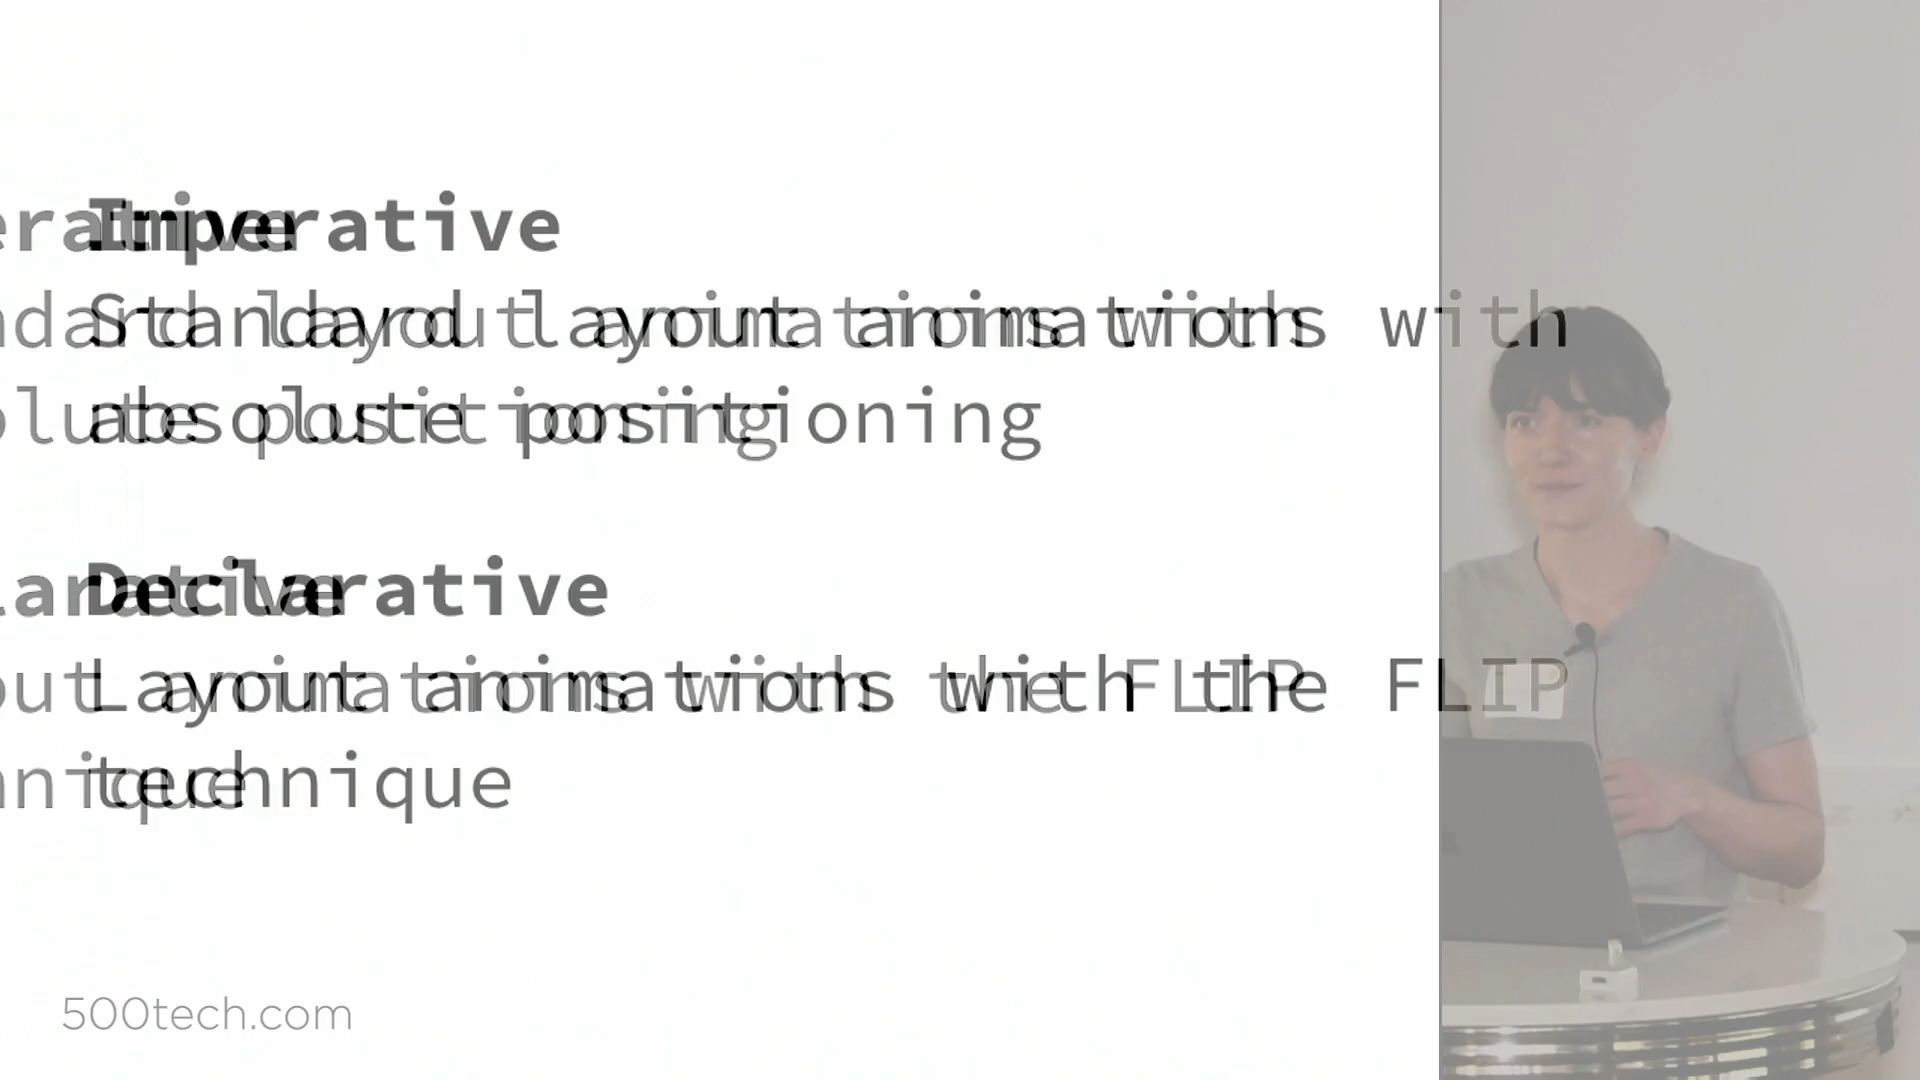 Imperative
Standard layout animations with
absolute positioning
Declarative
Layout animations with the FLIP
technique
500tech.com